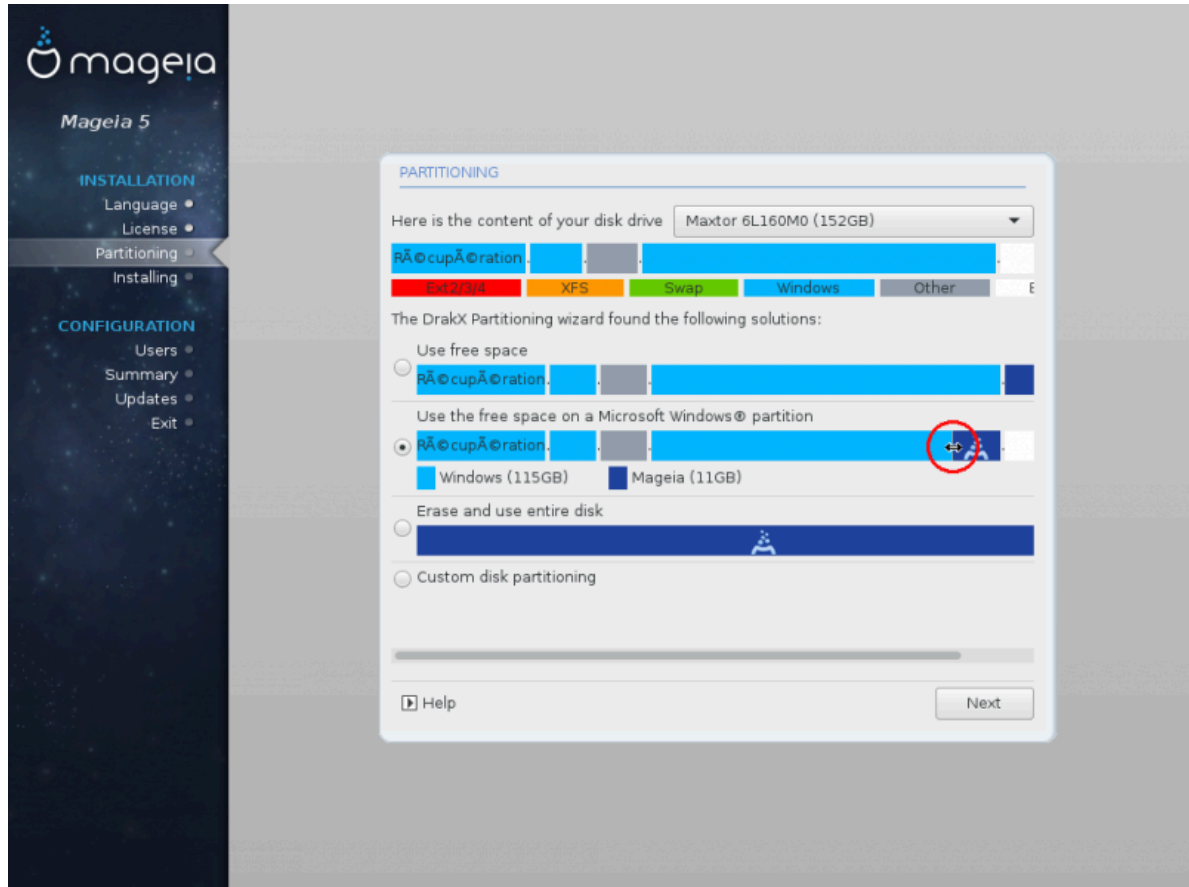 mageia
Mageia 5
INSTALLATION
Language
License
Partitioning
Installing
CONFIGURATION
Users
Summary
Updates
Exit
PARTITIONING
Here is the content of your disk drive Maxtor 6L160M0 (152GB)
RÃ©cupÃ©ration
Ext2/3/4 XFS Swap Windows Other E
The DrakX Partitioning wizard found the following solutions:
Use free space
RÃ©cupÃ©ration
Use the free space on a Microsoft Windows® partition
RÃ©cupÃ©ration
Windows (115GB) Mageia (11GB)
Erase and use entire disk
Custom disk partitioning
Help
Next